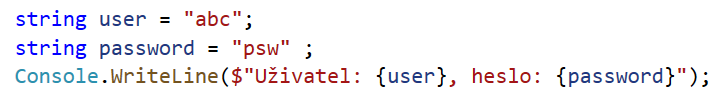 string user = "abc";
string password = "psw" ;
Console.WriteLine($"Uživatel: {user}, heslo: {password}");